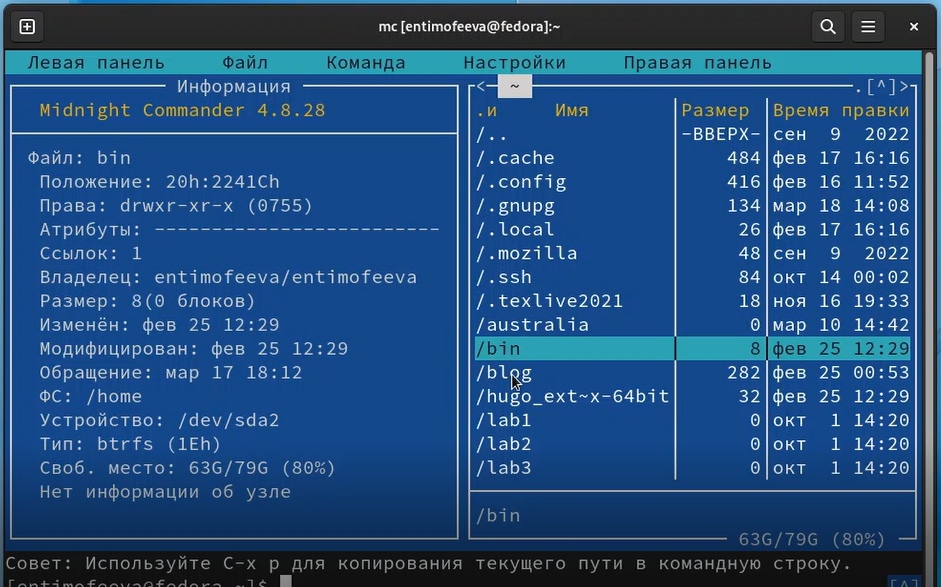 mc [entimofeeva@fedora]:~
Левая панель Файл Команда Настройки Правая панель
Информация
Midnight Commander 4.8.28
Файл: bin
Положение: 20h:2241Ch
Права: drwxr-xr-x (0755)
Атрибуты: -------------------------
Ссылок: 1
Владелец: entimofeeva/entimofeeva
Размер: 8(0 блоков)
Изменён: фев 25 12:29
Модифицирован: фев 25 12:29
Обращение: мар 17 18:12
ФС: /home
Устройство: /dev/sda2
Тип: btrfs (1Eh)
Своб. место: 63G/79G (80%)
Нет информации об узле
<- ~ .[^]>
.и Имя Размер Время правки
/.. -ВВЕРХ- сен 9 2022
/.cache 484 фев 17 16:16
/.config 416 фев 16 11:52
/.gnupg 134 мар 18 14:08
/.local 26 фев 17 16:16
/.mozilla 48 сен 9 2022
/.ssh 84 окт 14 00:02
/.texlive2021 18 ноя 16 19:33
/australia 0 мар 10 14:42
/bin 8 фев 25 12:29
/blog 282 фев 25 00:53
/hugo_ext~x-64bit 32 фев 25 12:29
/lab1 0 окт 1 14:20
/lab2 0 окт 1 14:20
/lab3 0 окт 1 14:20
/bin
63G/79G (80%)
Совет: Используйте C-x p для копирования текущего пути в командную строку.
[entimofeeva@fedora ~]$ [^]